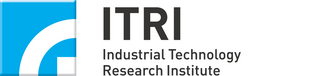 ITRI
Industrial Technology
Research Institute